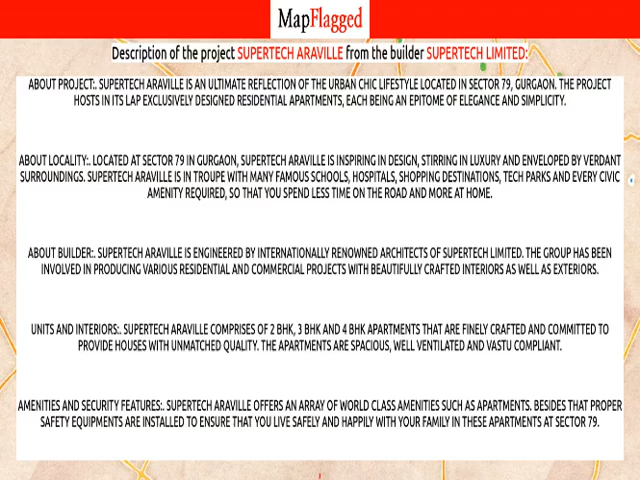 MapFlagged
Description of the project SUPERTECH ARAVILLE from the builder SUPERTECH LIMITED:
ABOUT PROJECT:. SUPERTECH ARAVILLE IS AN ULTIMATE REFLECTION OF THE URBAN CHIC LIFESTYLE LOCATED IN SECTOR 79, GURGAON. THE PROJECT
HOSTS IN ITS LAP EXCLUSIVELY DESIGNED RESIDENTIAL APARTMENTS, EACH BEING AN EPITOME OF ELEGANCE AND SIMPLICITY.
ABOUT LOCALITY:. LOCATED AT SECTOR 79 IN GURGAON, SUPERTECH ARAVILLE IS INSPIRING IN DESIGN, STIRRING IN LUXURY AND ENVELOPED BY VERDANT
SURROUNDINGS. SUPERTECH ARAVILLE IS IN TROUPE WITH MANY FAMOUS SCHOOLS, HOSPITALS, SHOPPING DESTINATIONS, TECH PARKS AND EVERY CIVIC
AMENITY REQUIRED, SO THAT YOU SPEND LESS TIME ON THE ROAD AND MORE AT HOME.
ABOUT BUILDER:. SUPERTECH ARAVILLE IS ENGINEERED BY INTERNATIONALLY RENOWNED ARCHITECTS OF SUPERTECH LIMITED. THE GROUP HAS BEEN
INVOLVED IN PRODUCING VARIOUS RESIDENTIAL AND COMMERCIAL PROJECTS WITH BEAUTIFULLY CRAFTED INTERIORS AS WELL AS EXTERIORS.
UNITS AND INTERIORS:. SUPERTECH ARAVILLE COMPRISES OF 2 BHK, 3 BHK AND 4 BHK APARTMENTS THAT ARE FINELY CRAFTED AND COMMITTED TO
PROVIDE HOUSES WITH UNMATCHED QUALITY. THE APARTMENTS ARE SPACIOUS, WELL VENTILATED AND VASTU COMPLIANT.
AMENITIES AND SECURITY FEATURES:. SUPERTECH ARAVILLE OFFERS AN ARRAY OF WORLD CLASS AMENITIES SUCH AS APARTMENTS. BESIDES THAT PROPER
SAFETY EQUIPMENTS ARE INSTALLED TO ENSURE THAT YOU LIVE SAFELY AND HAPPILY WITH YOUR FAMILY IN THESE APARTMENTS AT SECTOR 79.